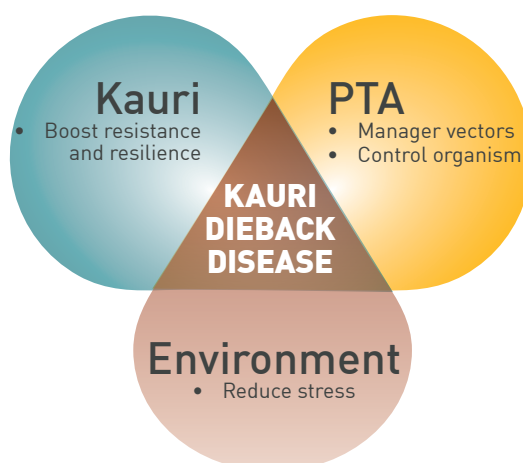 Kauri
• Boost resistance
and resilience
PTA
• Manager vectors
• Control organism
KAURI
DIEBACK
DISEASE
Environment
• Reduce stress